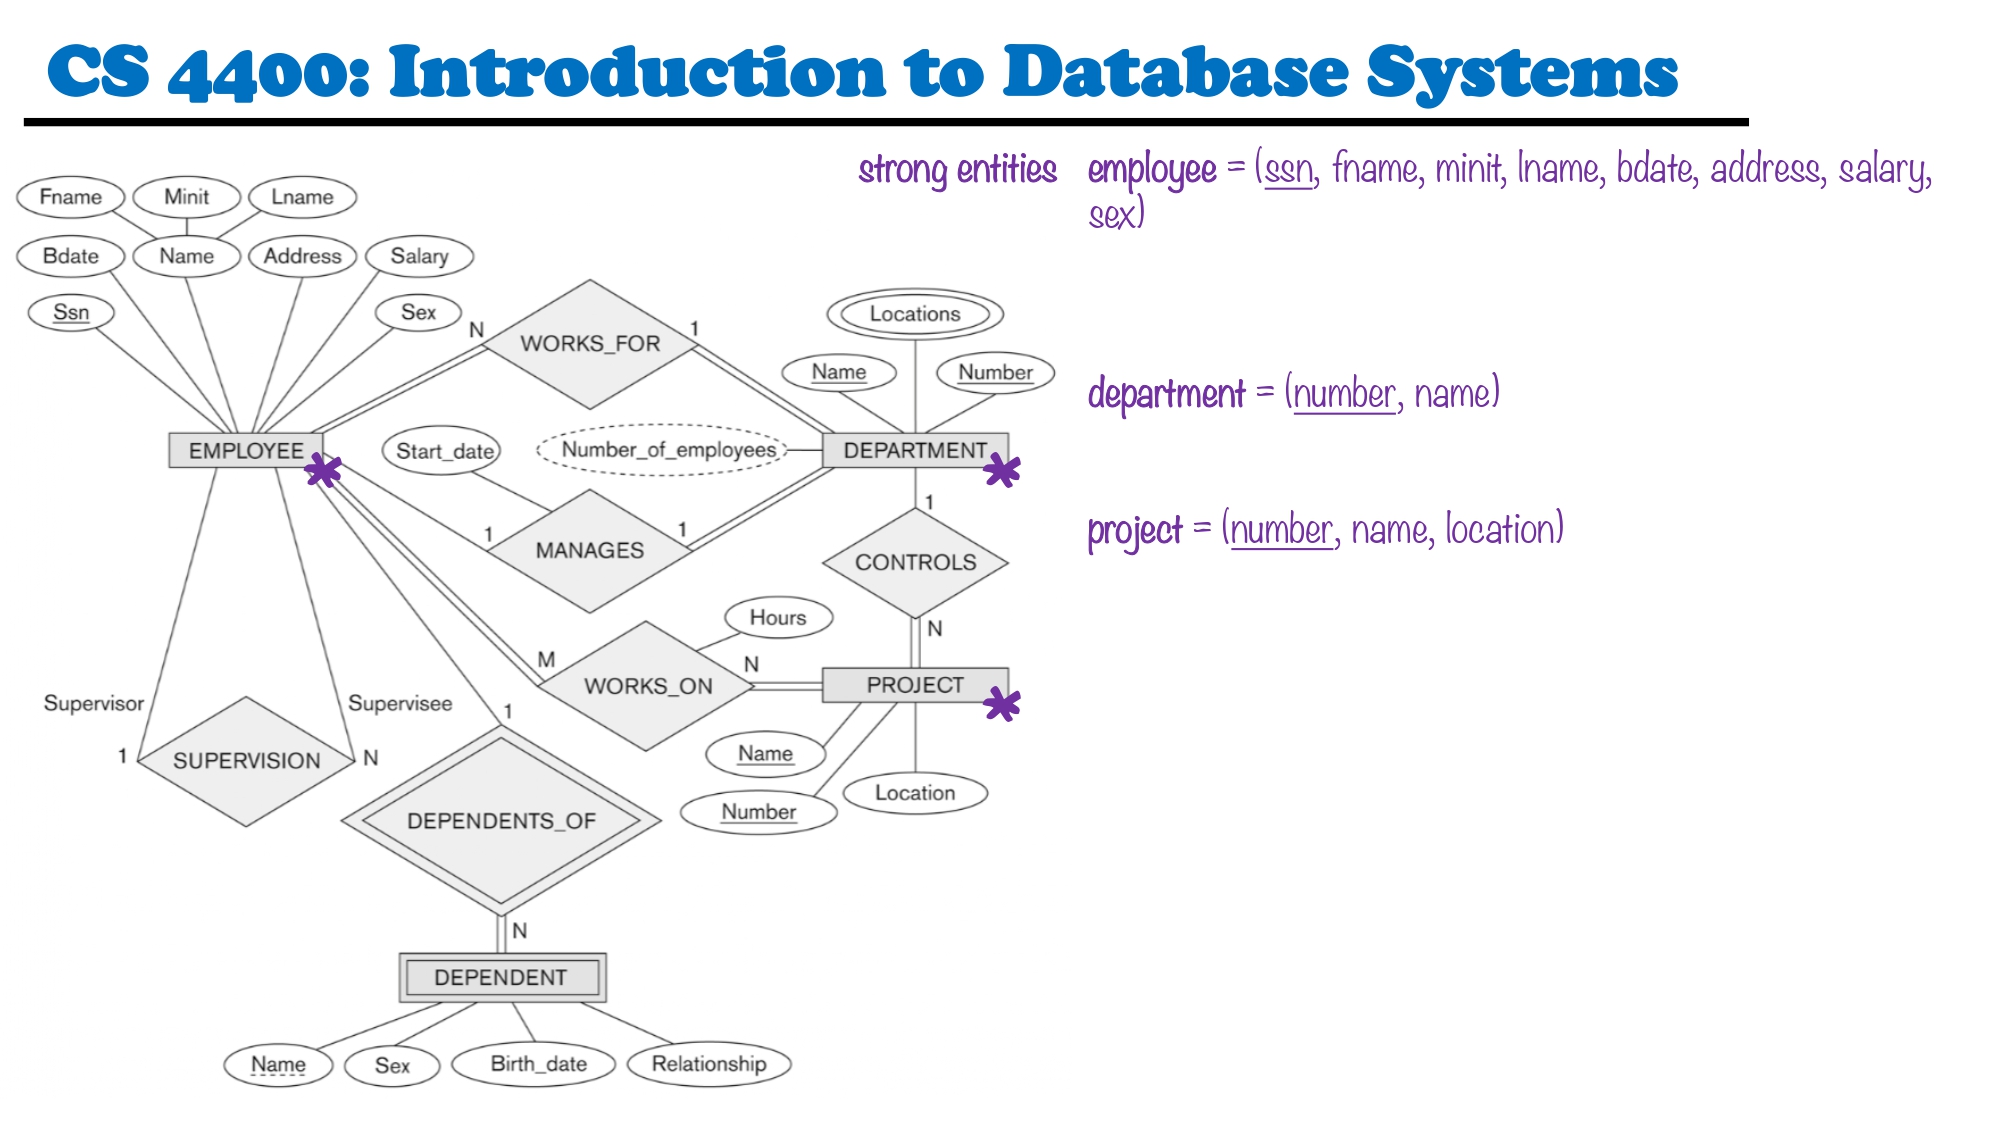 CS 4400: Introduction to Database Systems
strong entities employee = (ssn, fname, minit, lname, bdate, address, salary,
sex)
Fname Minit Lname
Bdate Name Address Salary
Ssn Sex
N WORKS_FOR 1
Locations
Name Number
department = (number, name)
EMPLOYEE Start_date Number_of_employees DEPARTMENT
1 MANAGES 1
1
CONTROLS
N
project = (number, name, location)
Hours
M WORKS_ON N PROJECT
Supervisor Supervisee
1 SUPERVISION N
1
Name
Number Location
DEPENDENTS_OF
N
DEPENDENT
Name Sex Birth_date Relationship